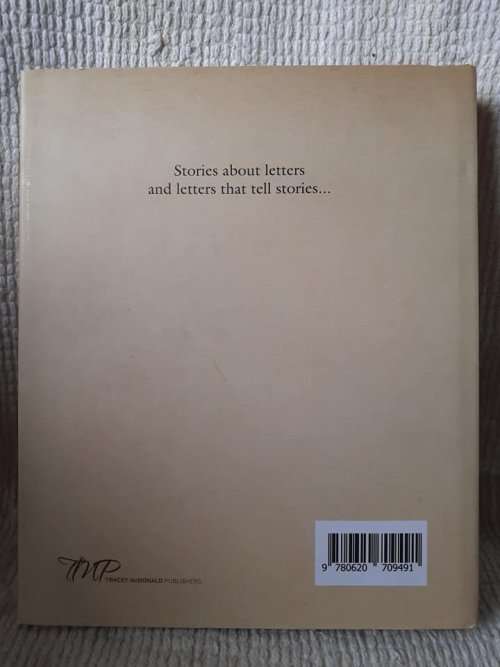 Stories about letters
and letters that tell stories...
TMP TRACEY McDONALD PUBLISHERS
9 780620 709491